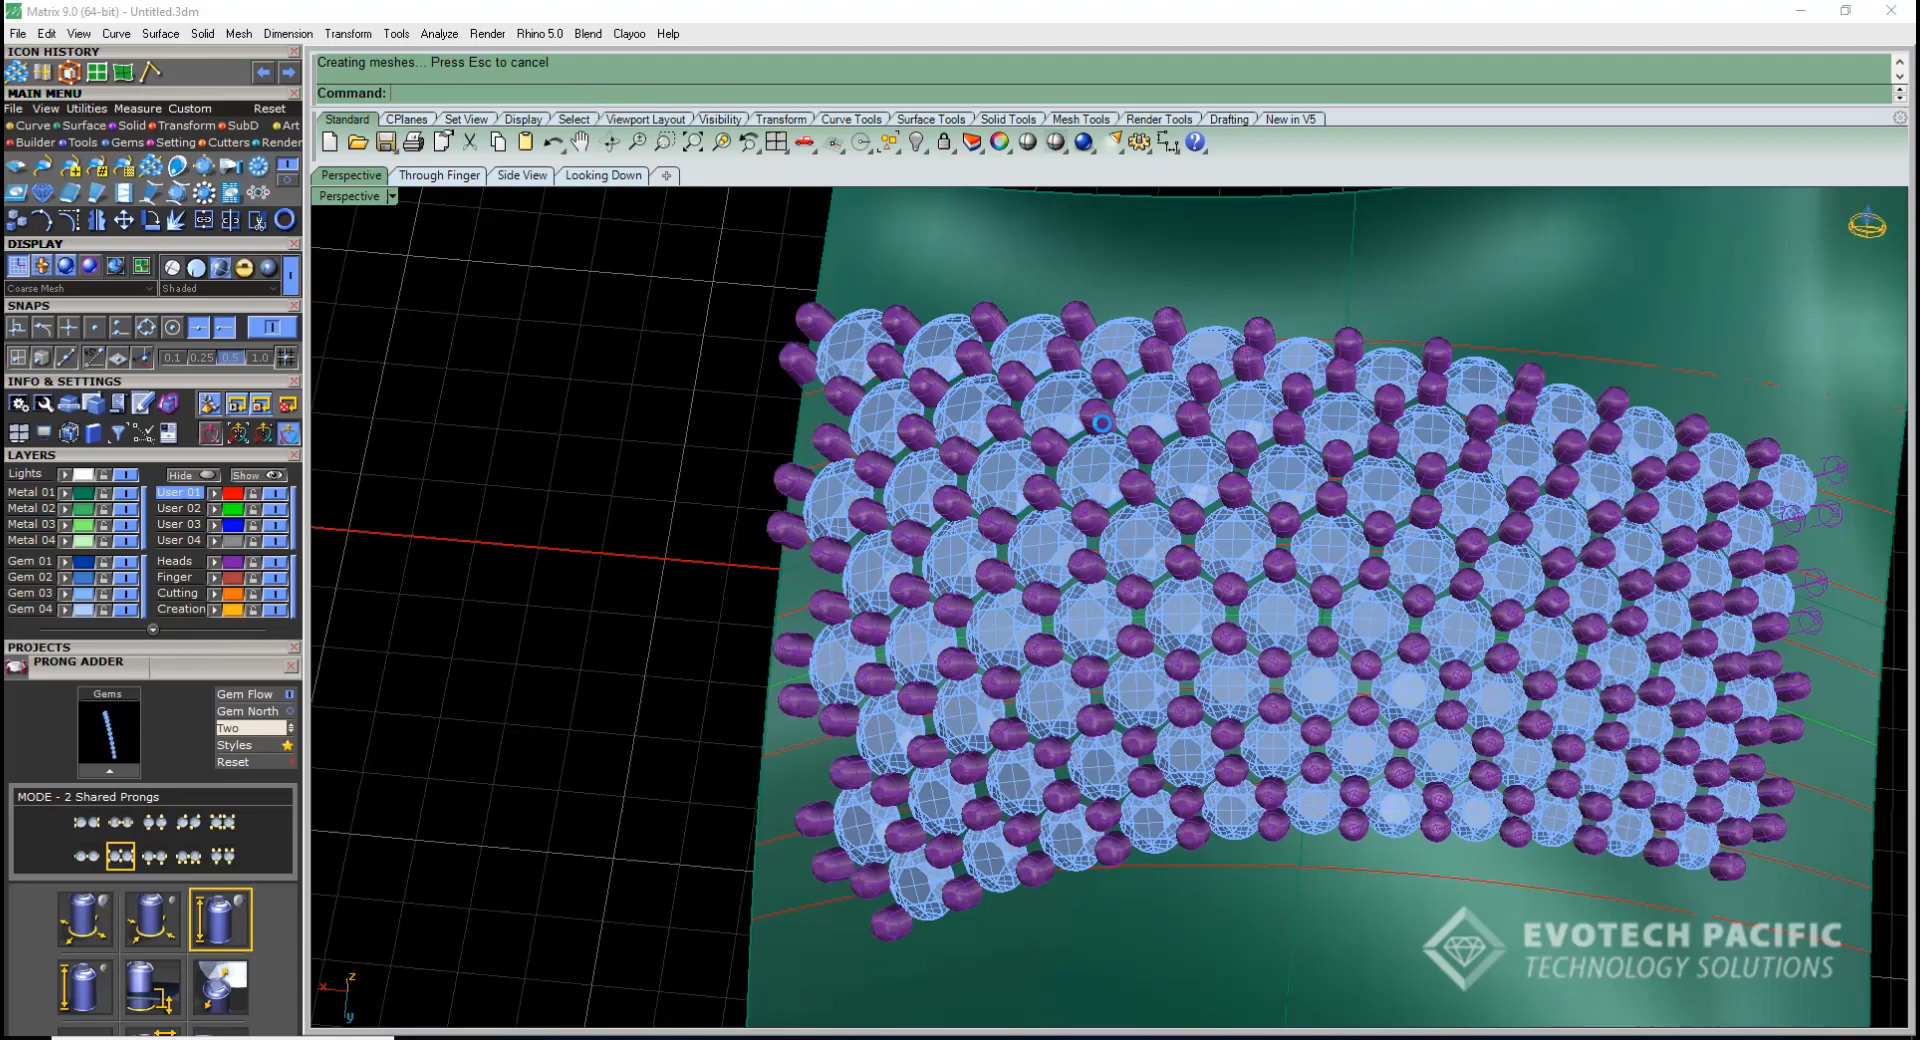 Matrix 9.0 (64-bit) - Untitled.3dm
File Edit View Curve Surface Solid Mesh Dimension Transform Tools Analyze Render Rhino 5.0 Blend Clayoo Help
ICON HISTORY
MAIN MENU
File View Utilities Measure Custom Reset
Curve Surface Solid Transform SubD Art
Builder Tools Gems Setting Cutters Render
DISPLAY
Coarse Mesh Shaded
SNAPS
0.1 0.25 0.5 1.0
INFO & SETTINGS
LAYERS
Lights Hide Show
Metal 01 User 01
Metal 02 User 02
Metal 03 User 03
Metal 04 User 04
Gem 01 Heads
Gem 02 Finger
Gem 03 Cutting
Gem 04 Creation
PROJECTS
PRONG ADDER
Gems
Gem Flow
Gem North
Two
Styles
Reset
MODE - 2 Shared Prongs
Creating meshes... Press Esc to cancel
Command:
Standard CPlanes Set View Display Select Viewport Layout Visibility Transform Curve Tools Surface Tools Solid Tools Mesh Tools Render Tools Drafting New in V5
Perspective Through Finger Side View Looking Down
Perspective
z
x
y
EVOTECH PACIFIC
TECHNOLOGY SOLUTIONS